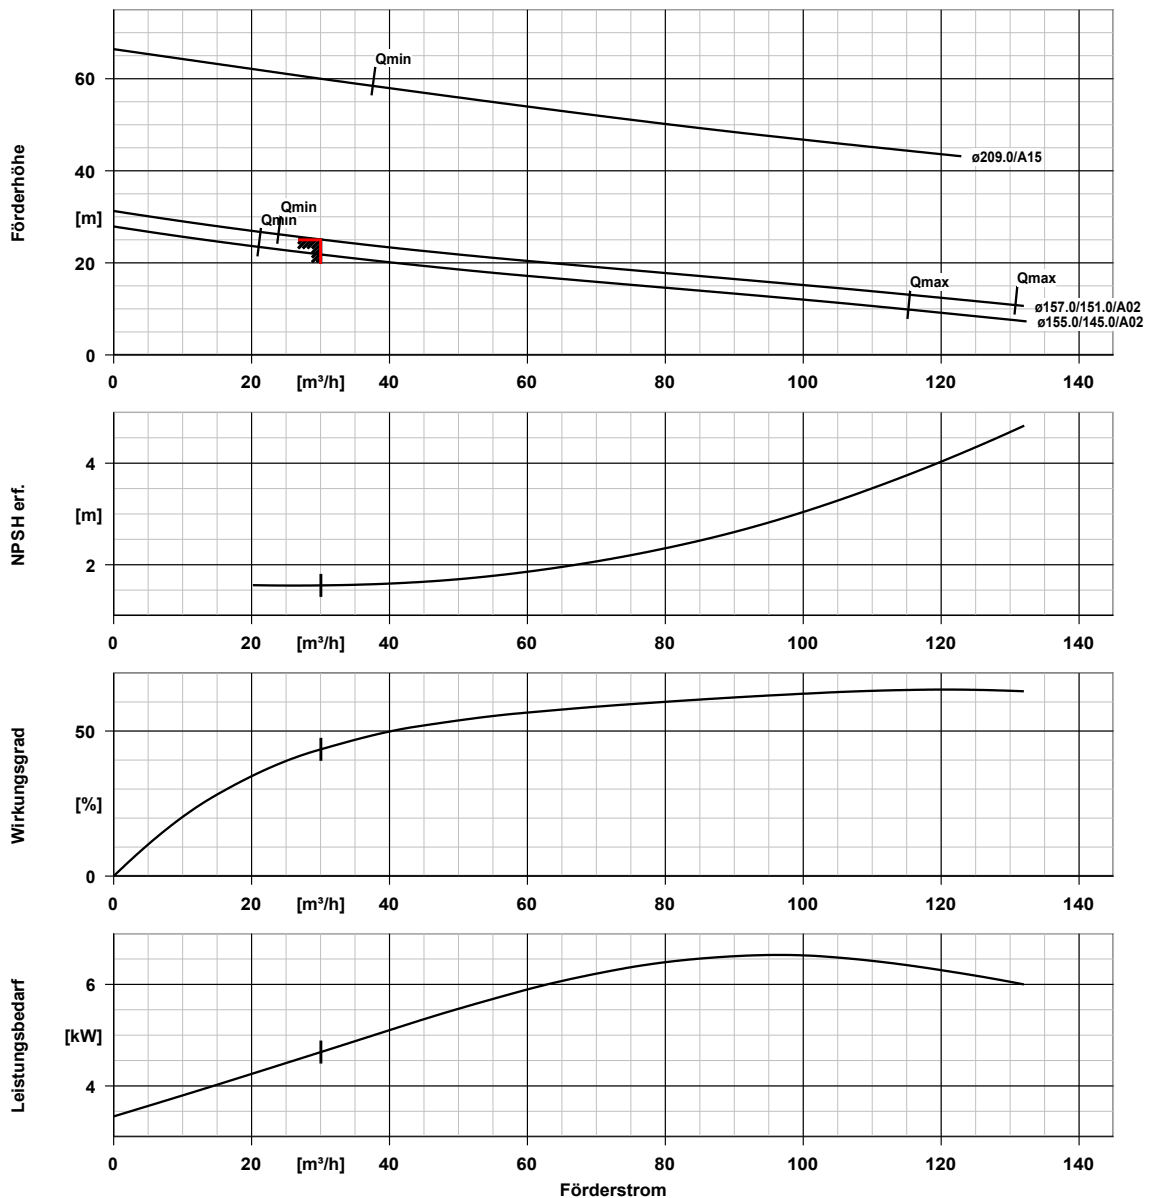 Förderhöhe
[m]
60
40
20
0
Qmin
ø209.0/A15
Qmin
Qmin
Qmax
Qmax
ø157.0/151.0/A02
ø155.0/145.0/A02
0 20 [m³/h] 40 60 80 100 120 140
NPSH erf.
[m]
4
2
0 20 [m³/h] 40 60 80 100 120 140
Wirkungsgrad
[%]
50
0
0 20 [m³/h] 40 60 80 100 120 140
Leistungsbedarf
[kW]
6
4
0 20 [m³/h] 40 60 80 100 120 140
Förderstrom